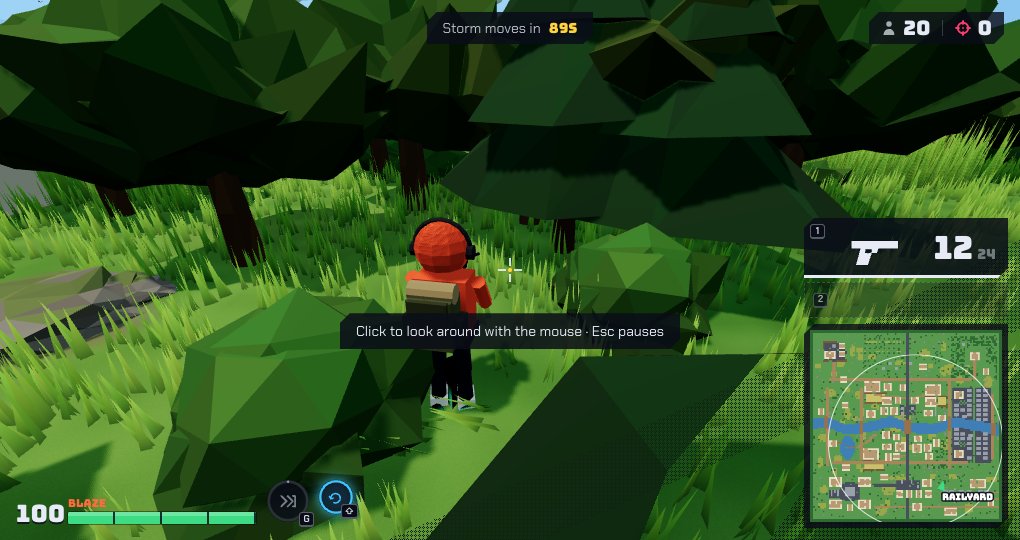 Storm moves in 89S
20
0
1
12 24
2
Click to look around with the mouse · Esc pauses
RAILYARD
BLAZE
100
G